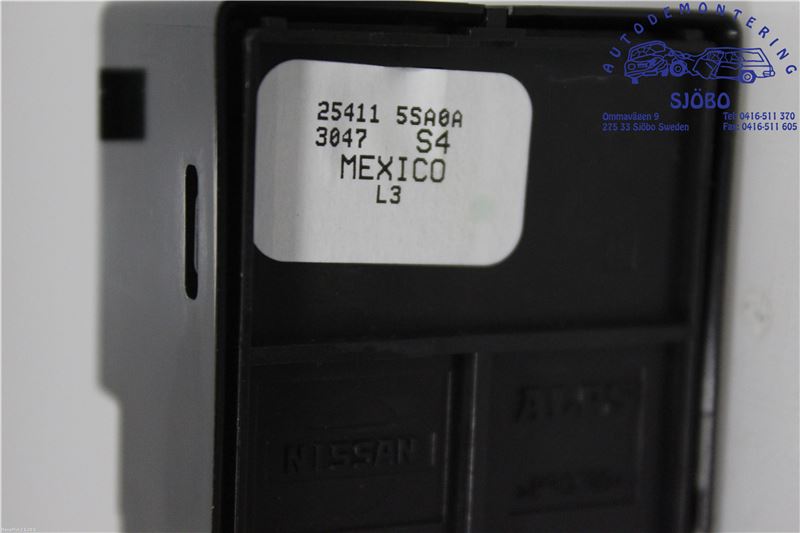 25411 5SA0A
3047 S4
MEXICO
L3
NISSAN
ALPS
AUTODEMONTERING
SJÖBO
Ommavägen 9
275 33 Sjöbo Sweden
Tel: 0416-511 370
Fax: 0416-511 605